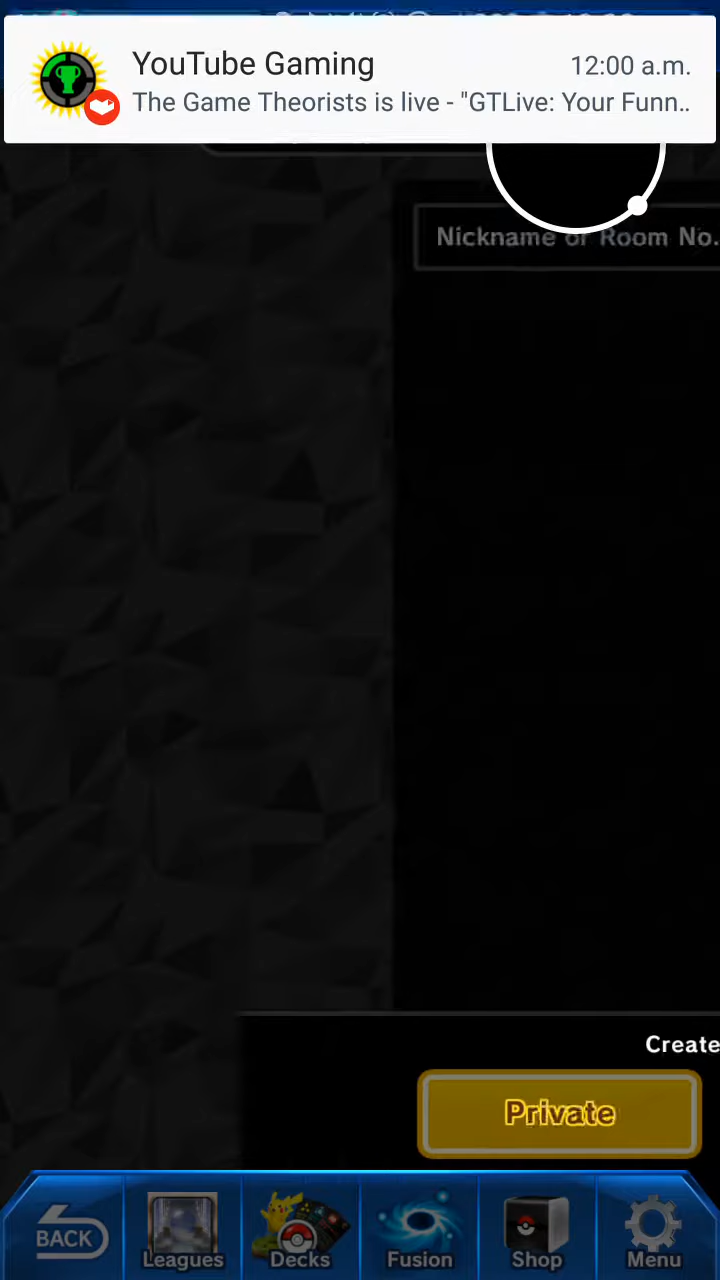 YouTube Gaming
12:00 a.m.
The Game Theorists is live - "GTLive: Your Funn..
Nickname or Room No.
Create
Private
BACK
Leagues
Decks
Fusion
Shop
Menu